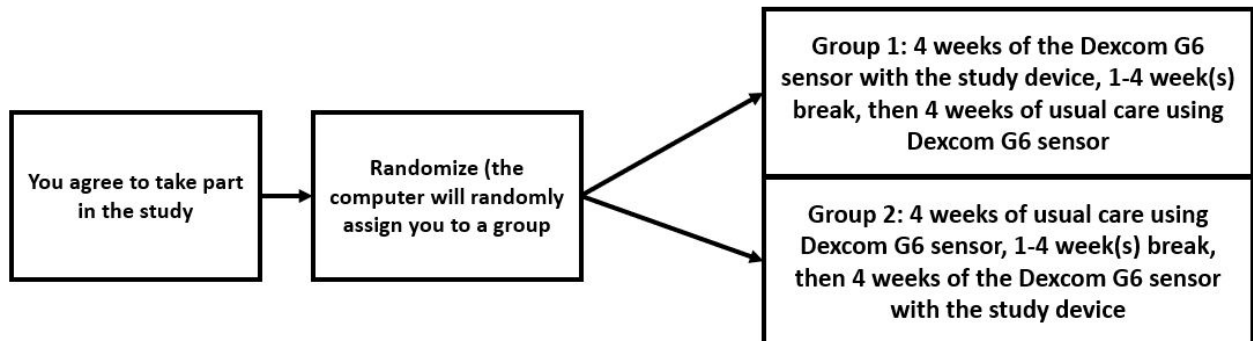 You agree to take part
in the study
Randomize (the
computer will randomly
assign you to a group
Group 1: 4 weeks of the Dexcom G6
sensor with the study device, 1-4 week(s)
break, then 4 weeks of usual care using
Dexcom G6 sensor
Group 2: 4 weeks of usual care using
Dexcom G6 sensor, 1-4 week(s) break,
then 4 weeks of the Dexcom G6 sensor
with the study device